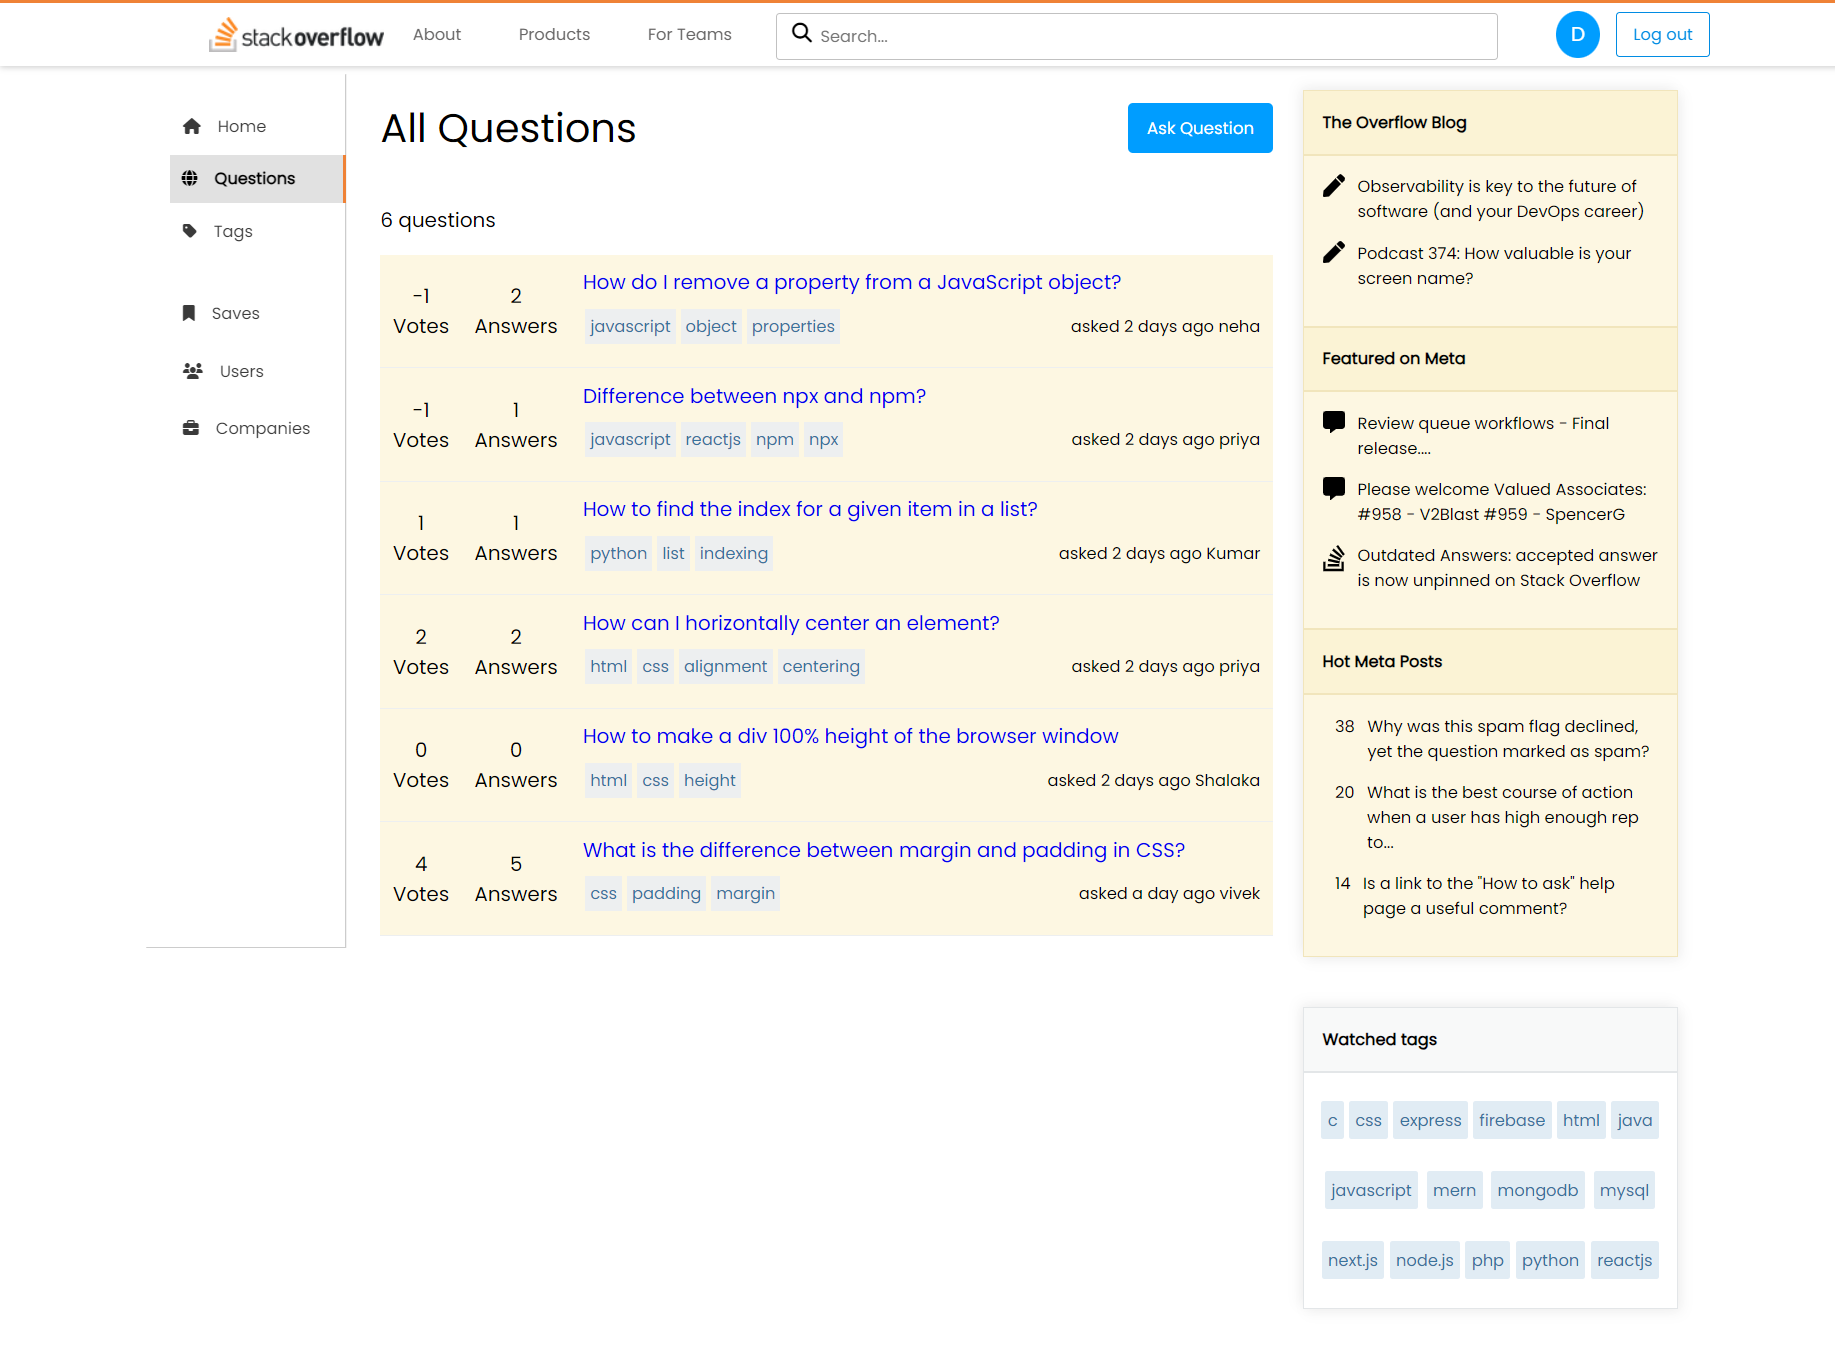 stackoverflow
About
Products
For Teams
Search...
D
Log out
Home
Questions
Tags
Saves
Users
Companies
All Questions
Ask Question
6 questions
-1 Votes
2 Answers
How do I remove a property from a JavaScript object?
javascript object properties
asked 2 days ago neha
-1 Votes
1 Answers
Difference between npx and npm?
javascript reactjs npm npx
asked 2 days ago priya
1 Votes
1 Answers
How to find the index for a given item in a list?
python list indexing
asked 2 days ago Kumar
2 Votes
2 Answers
How can I horizontally center an element?
html css alignment centering
asked 2 days ago priya
0 Votes
0 Answers
How to make a div 100% height of the browser window
html css height
asked 2 days ago Shalaka
4 Votes
5 Answers
What is the difference between margin and padding in CSS?
css padding margin
asked a day ago vivek
The Overflow Blog
Observability is key to the future of
software (and your DevOps career)
Podcast 374: How valuable is your
screen name?
Featured on Meta
Review queue workflows - Final
release....
Please welcome Valued Associates:
#958 - V2Blast #959 - SpencerG
Outdated Answers: accepted answer
is now unpinned on Stack Overflow
Hot Meta Posts
38 Why was this spam flag declined,
yet the question marked as spam?
20 What is the best course of action
when a user has high enough rep
to...
14 Is a link to the "How to ask" help
page a useful comment?
Watched tags
c css express firebase html java
javascript mern mongodb mysql
next.js node.js php python reactjs